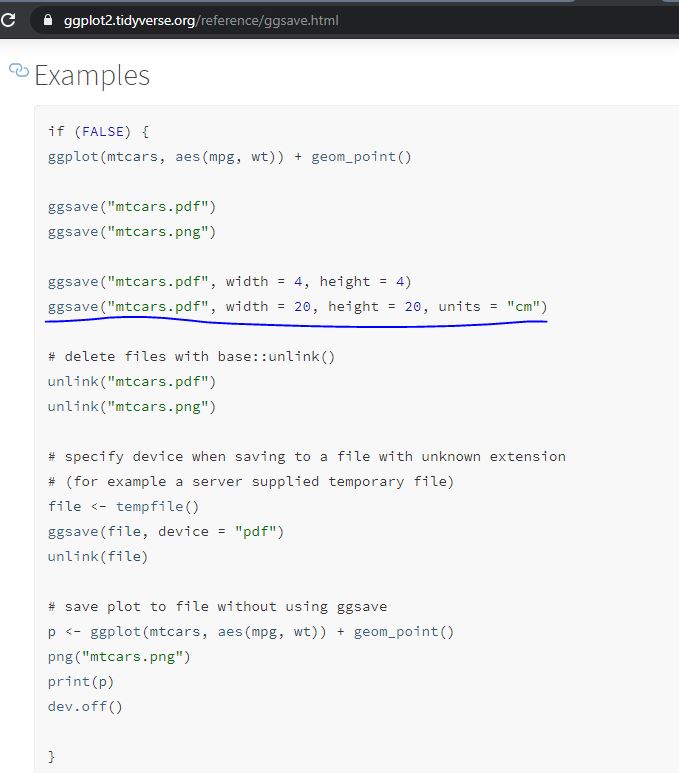 ggplot2.tidyverse.org/reference/ggsave.html
Examples
if (FALSE) {
ggplot(mtcars, aes(mpg, wt)) + geom_point()
ggsave("mtcars.pdf")
ggsave("mtcars.png")
ggsave("mtcars.pdf", width = 4, height = 4)
ggsave("mtcars.pdf", width = 20, height = 20, units = "cm")
# delete files with base::unlink()
unlink("mtcars.pdf")
unlink("mtcars.png")
# specify device when saving to a file with unknown extension
# (for example a server supplied temporary file)
file <- tempfile()
ggsave(file, device = "pdf")
unlink(file)
# save plot to file without using ggsave
p <- ggplot(mtcars, aes(mpg, wt)) + geom_point()
png("mtcars.png")
print(p)
dev.off()
}